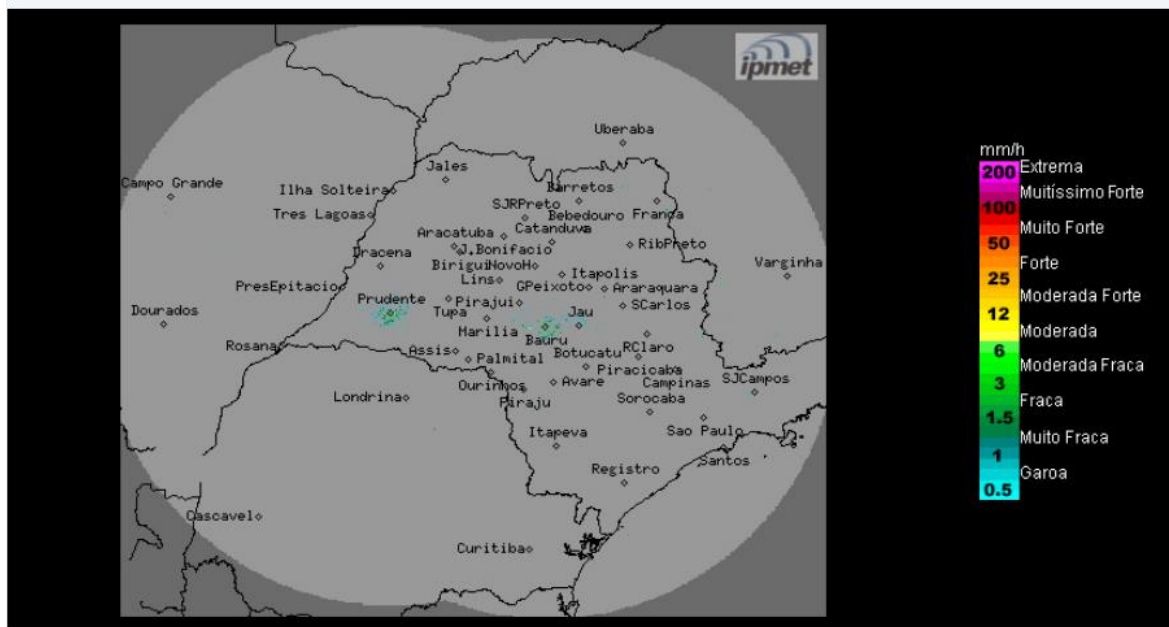 ipmet
Uberaba
Jales
Campo Grande
Ilha Solteira
Barretos
SJRPreto
Tres Lagoas
Bebedouro
Franca
Aracatuba
Catanduva
J.Bonifacio
RibPreto
Dracena
Birigui
NovoH
Itapolis
Varginha
Lins
PresEpitacio
GPeixoto
Araraquara
Prudente
Pirajui
SCarlos
Dourados
Tupa
Jau
Marilia
Bauru
Rosana
Assis
Botucatu
RClaro
Palmital
Piracicaba
Ourinhos
Avare
Campinas
SJCampos
Londrina
Piraju
Sorocaba
Itapeva
Sao Paulo
Santos
Registro
Cascavel
Curitiba
mm/h
Extrema
200
Muitíssimo Forte
100
Muito Forte
50
Forte
25
Moderada Forte
12
Moderada
6
Moderada Fraca
3
Fraca
1.5
Muito Fraca
1
Garoa
0.5